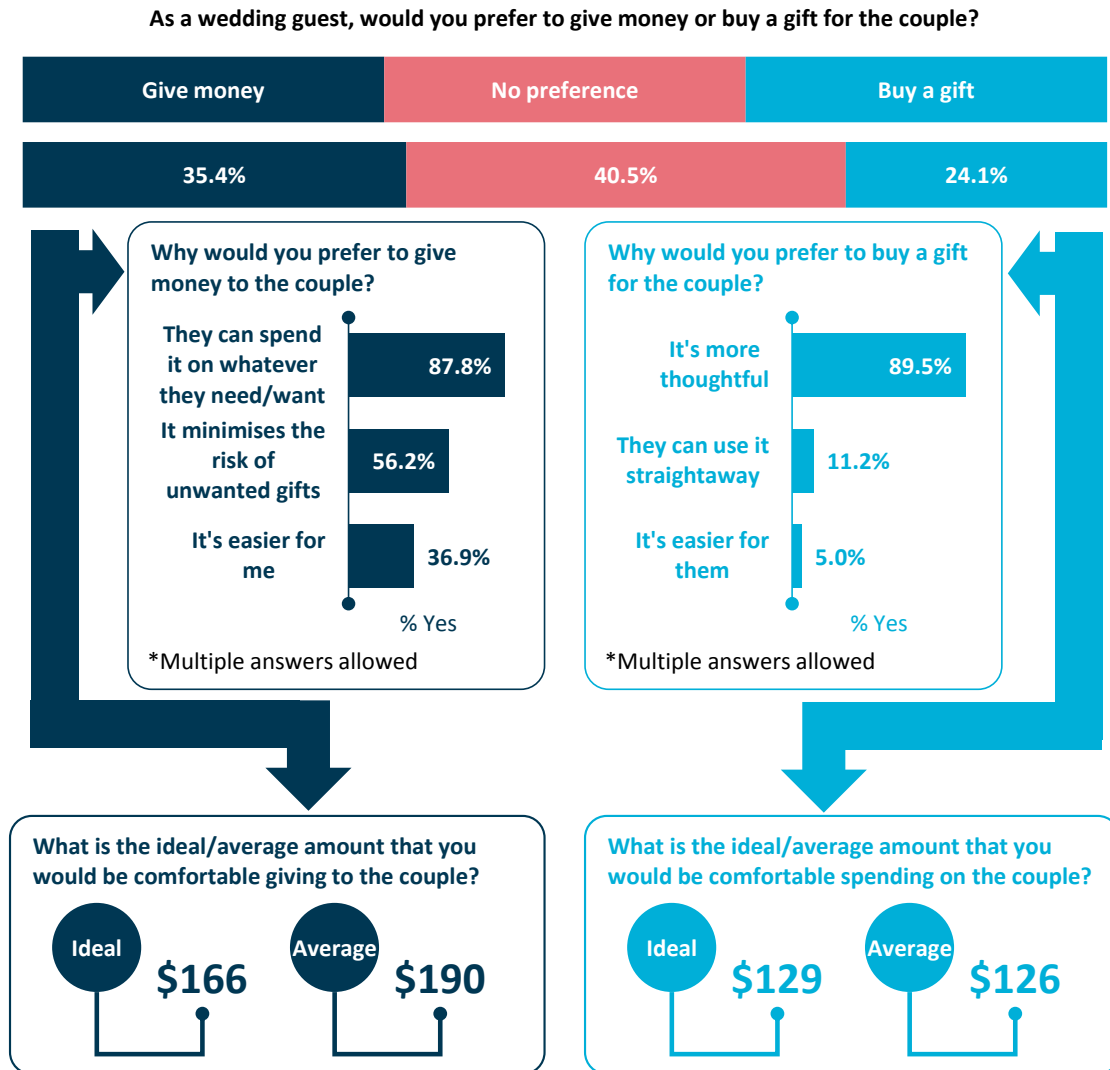 As a wedding guest, would you prefer to give money or buy a gift for the couple?
Give money
No preference
Buy a gift
35.4%
40.5%
24.1%
Why would you prefer to give
money to the couple?
They can spend
it on whatever
they need/want
87.8%
It minimises the
risk of
unwanted gifts
56.2%
It's easier for
me
36.9%
% Yes
*Multiple answers allowed
Why would you prefer to buy a gift
for the couple?
It's more
thoughtful
89.5%
They can use it
straightaway
11.2%
It's easier for
them
5.0%
% Yes
*Multiple answers allowed
What is the ideal/average amount that you
would be comfortable giving to the couple?
Ideal
$166
Average
$190
What is the ideal/average amount that you
would be comfortable spending on the couple?
Ideal
$129
Average
$126